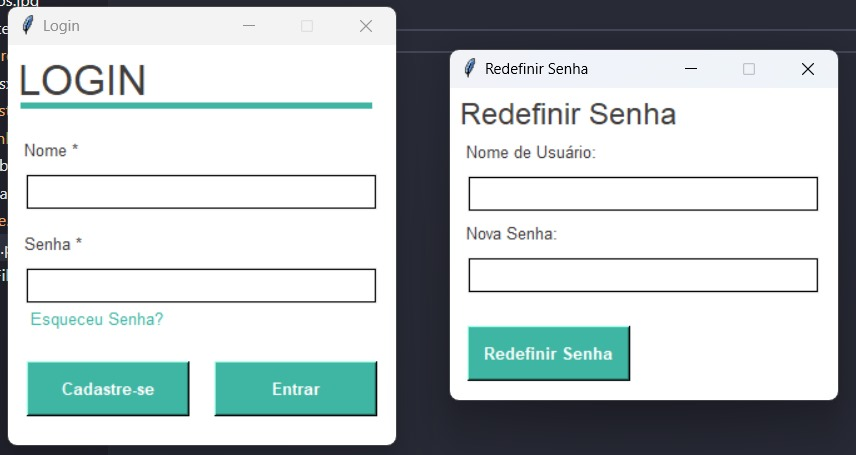 Login
LOGIN
Nome *
Senha *
Esqueceu Senha?
Cadastre-se
Entrar
Redefinir Senha
Redefinir Senha
Nome de Usuário:
Nova Senha:
Redefinir Senha